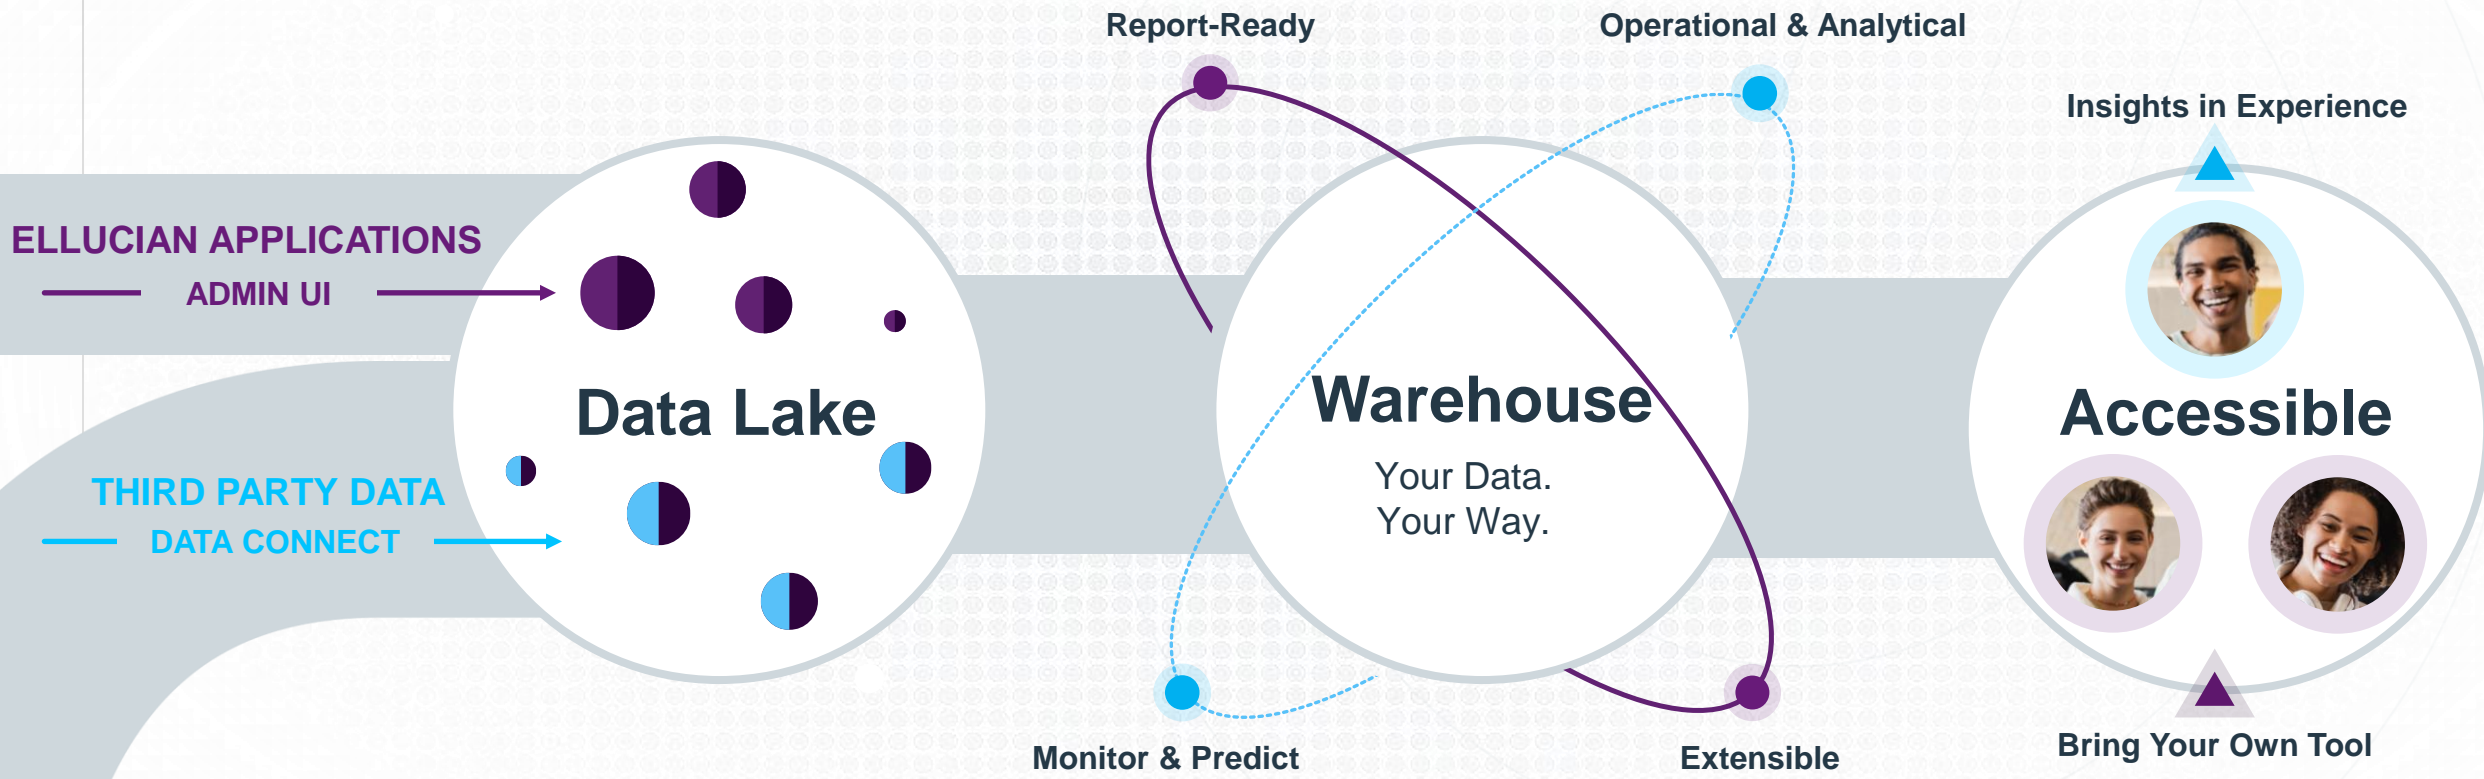 Report-Ready
Operational & Analytical
Insights in Experience
ELLUCIAN APPLICATIONS
ADMIN UI
Data Lake
THIRD PARTY DATA
DATA CONNECT
Warehouse
Your Data.
Your Way.
Accessible
Monitor & Predict
Extensible
Bring Your Own Tool